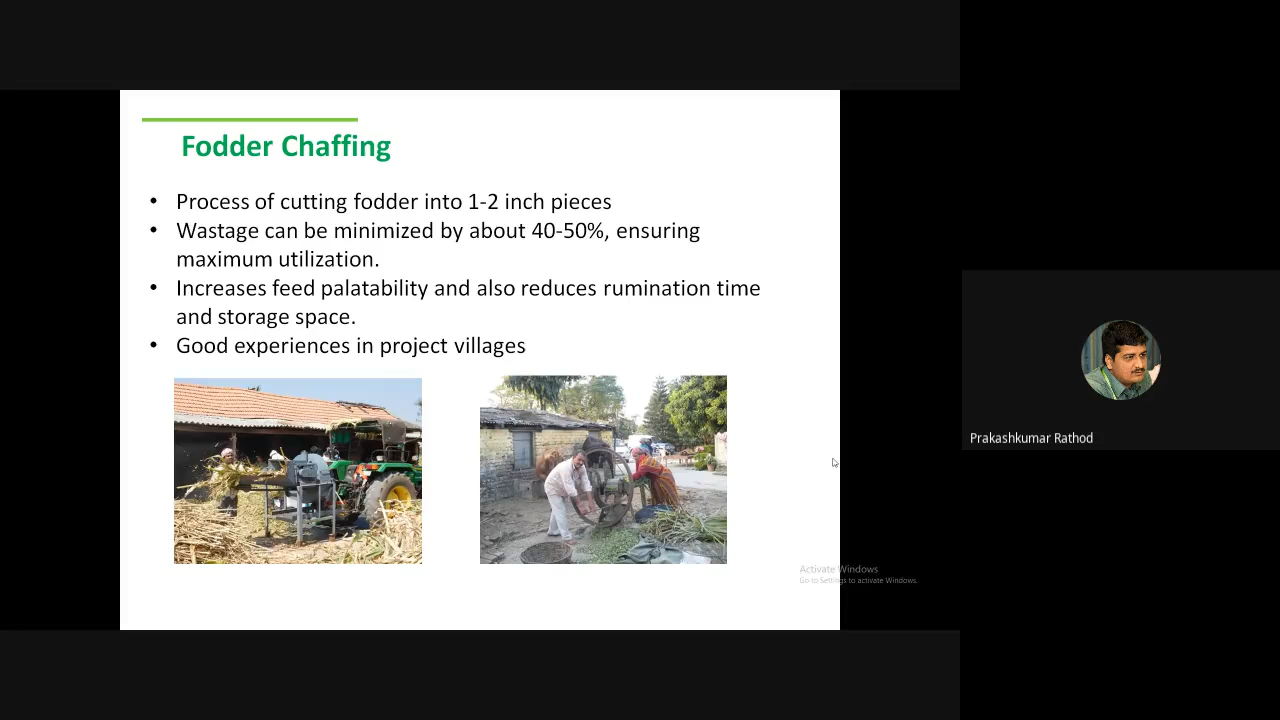 Fodder Chaffing
• Process of cutting fodder into 1-2 inch pieces
• Wastage can be minimized by about 40-50%, ensuring
maximum utilization.
• Increases feed palatability and also reduces rumination time
and storage space.
• Good experiences in project villages
Prakashkumar Rathod
Activate Windows
Go to Settings to activate Windows.